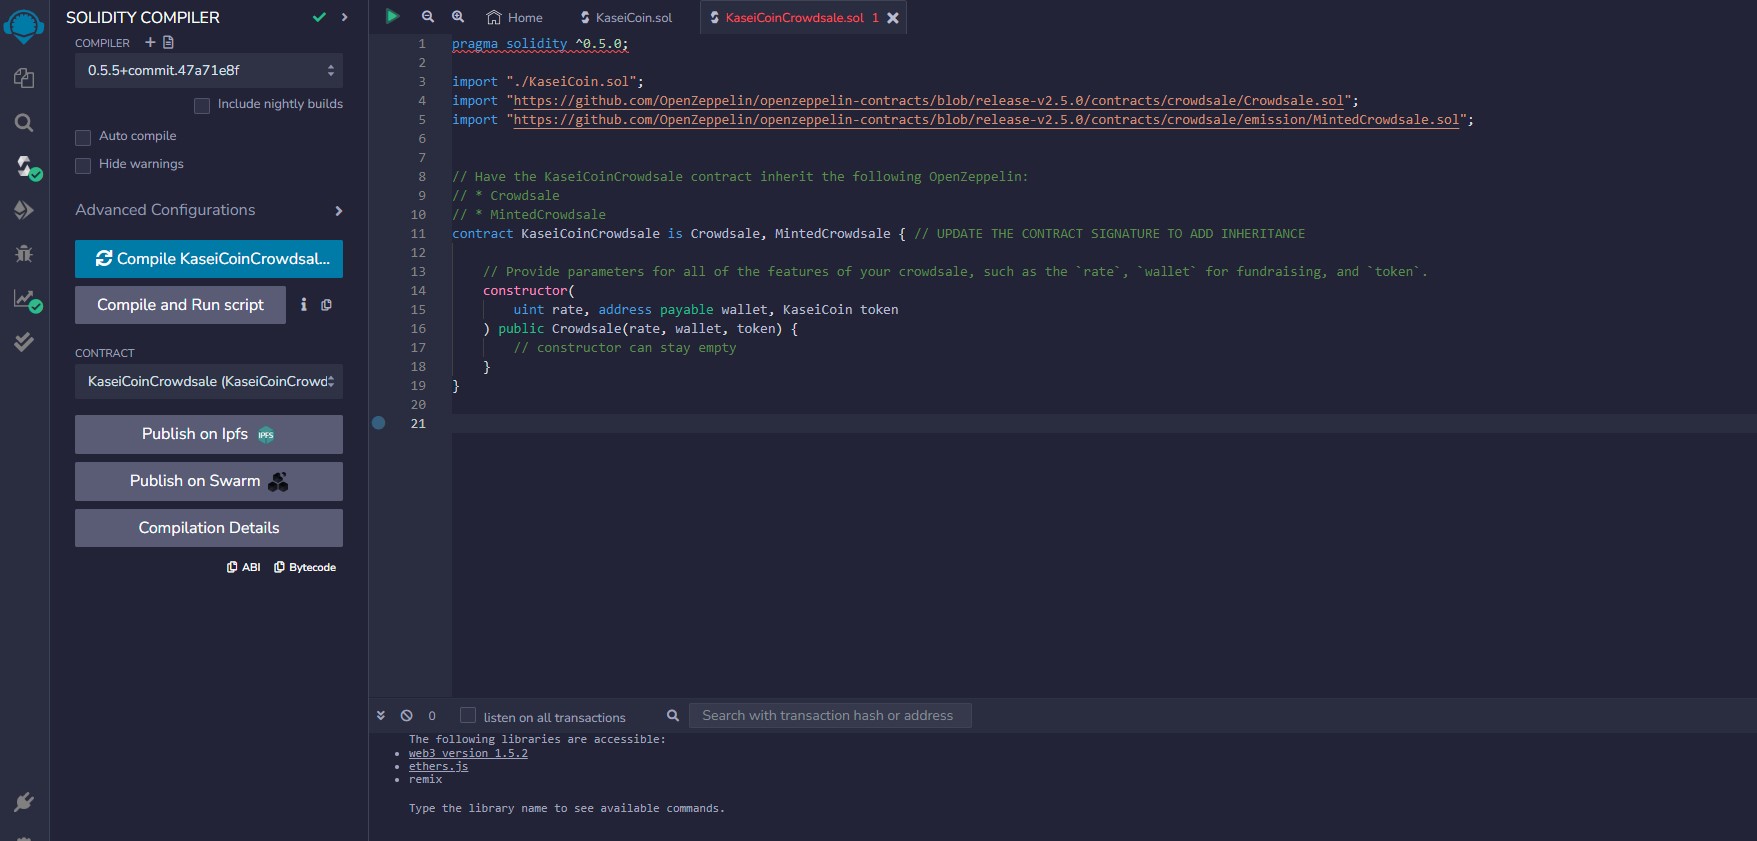 SOLIDITY COMPILER
COMPILER
0.5.5+commit.47a71e8f
Include nightly builds
Auto compile
Hide warnings
Advanced Configurations
Compile KaseiCoinCrowdsal...
Compile and Run script
CONTRACT
KaseiCoinCrowdsale (KaseiCoinCrowd
Publish on Ipfs IPFS
Publish on Swarm
Compilation Details
ABI Bytecode
Home KaseiCoin.sol KaseiCoinCrowdsale.sol 1
1 pragma solidity ^0.5.0;
2
3 import "./KaseiCoin.sol";
4 import "https://github.com/OpenZeppelin/openzeppelin-contracts/blob/release-v2.5.0/contracts/crowdsale/Crowdsale.sol";
5 import "https://github.com/OpenZeppelin/openzeppelin-contracts/blob/release-v2.5.0/contracts/crowdsale/emission/MintedCrowdsale.sol";
6
7
8 // Have the KaseiCoinCrowdsale contract inherit the following OpenZeppelin:
9 // * Crowdsale
10 // * MintedCrowdsale
11 contract KaseiCoinCrowdsale is Crowdsale, MintedCrowdsale { // UPDATE THE CONTRACT SIGNATURE TO ADD INHERITANCE
12
13 // Provide parameters for all of the features of your crowdsale, such as the `rate`, `wallet` for fundraising, and `token`.
14 constructor(
15 uint rate, address payable wallet, KaseiCoin token
16 ) public Crowdsale(rate, wallet, token) {
17 // constructor can stay empty
18 }
19 }
20
21
0 listen on all transactions Search with transaction hash or address
The following libraries are accessible:
• web3 version 1.5.2
• ethers.js
• remix
Type the library name to see available commands.